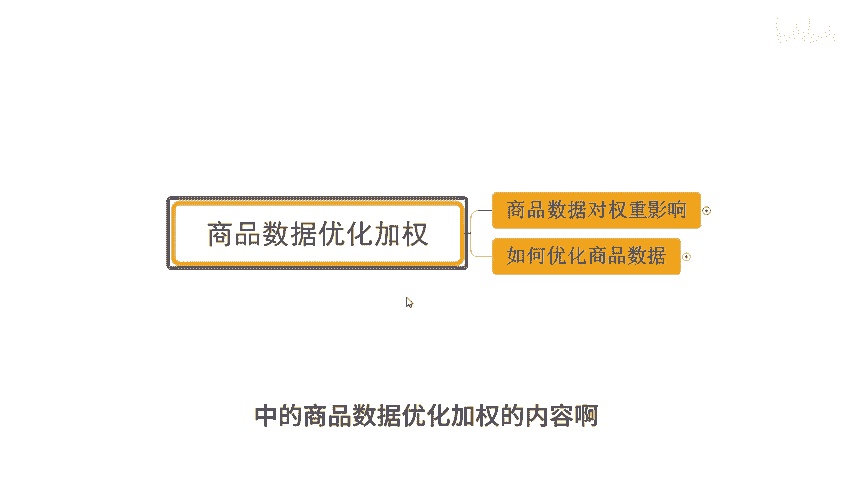 商品数据对权重影响
商品数据优化加权
如何优化商品数据
中的商品数据优化加权的内容啊